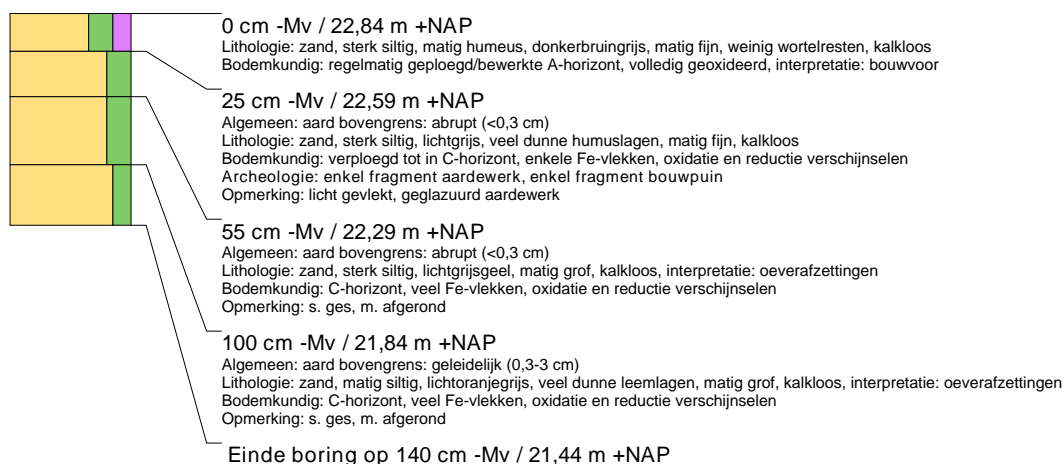 0 cm -Mv / 22,84 m +NAP
Lithologie: zand, sterk siltig, matig humeus, donkerbruingrijs, matig fijn, weinig wortelresten, kalkloos
Bodemkundig: regelmatig geploegd/bewerkte A-horizont, volledig geoxideerd, interpretatie: bouwvoor
25 cm -Mv / 22,59 m +NAP
Algemeen: aard bovengrens: abrupt (<0,3 cm)
Lithologie: zand, sterk siltig, lichtgrijs, veel dunne humuslagen, matig fijn, kalkloos
Bodemkundig: verploegd tot in C-horizont, enkele Fe-vlekken, oxidatie en reductie verschijnselen
Archeologie: enkel fragment aardewerk, enkel fragment bouwpuin
Opmerking: licht gevlekt, geglazuurd aardewerk
55 cm -Mv / 22,29 m +NAP
Algemeen: aard bovengrens: abrupt (<0,3 cm)
Lithologie: zand, sterk siltig, lichtgrijsgeel, matig grof, kalkloos, interpretatie: oeverafzettingen
Bodemkundig: C-horizont, veel Fe-vlekken, oxidatie en reductie verschijnselen
Opmerking: s. ges, m. afgerond
100 cm -Mv / 21,84 m +NAP
Algemeen: aard bovengrens: geleidelijk (0,3-3 cm)
Lithologie: zand, matig siltig, lichtoranjegrijs, veel dunne leemlagen, matig grof, kalkloos, interpretatie: oeverafzettingen
Bodemkundig: C-horizont, veel Fe-vlekken, oxidatie en reductie verschijnselen
Opmerking: s. ges, m. afgerond
Einde boring op 140 cm -Mv / 21,44 m +NAP